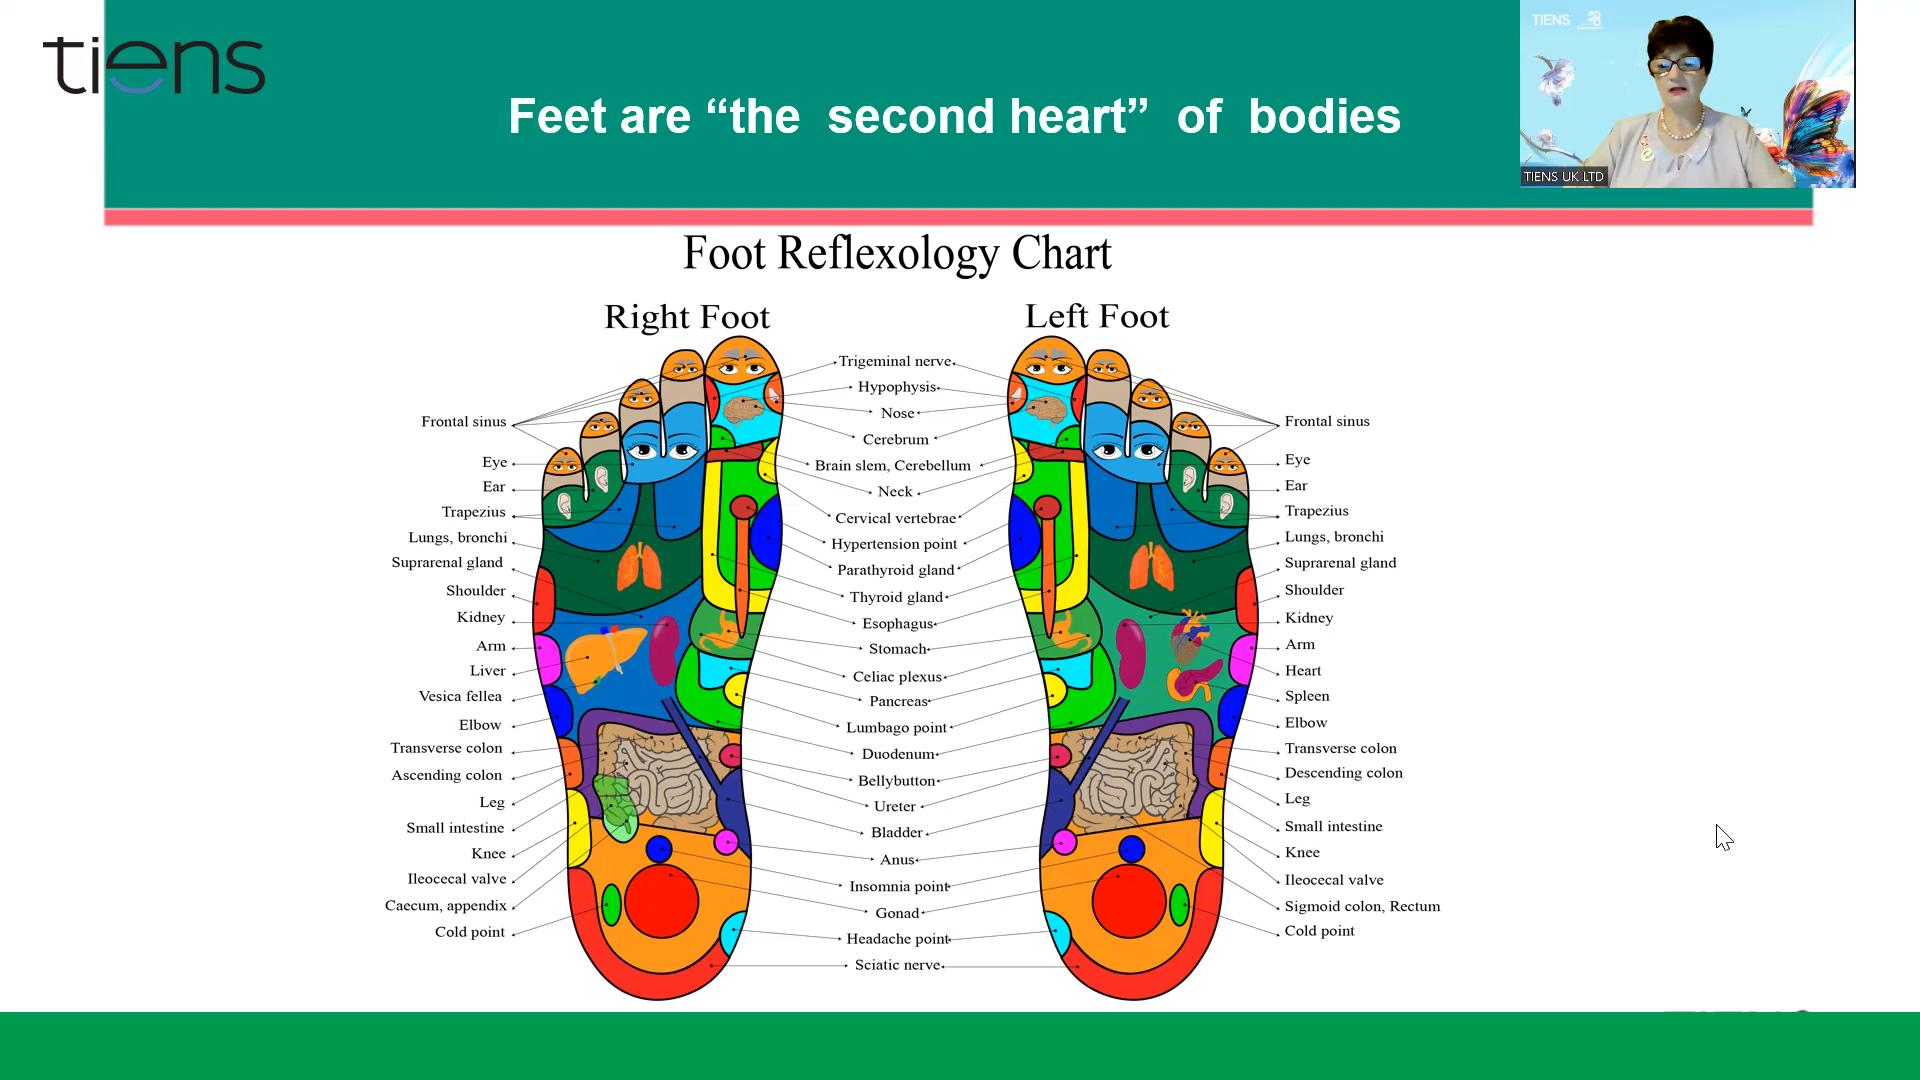 tiens
Feet are “the second heart” of bodies
TIENS
TIENS UK LTD
Foot Reflexology Chart
Right Foot
Left Foot
Frontal sinus
Eye
Ear
Trapezius
Lungs, bronchi
Suprarenal gland
Shoulder
Kidney
Arm
Liver
Vesica fellea
Elbow
Transverse colon
Ascending colon
Leg
Small intestine
Knee
Ileocecal valve
Caecum, appendix
Cold point
Trigeminal nerve
Hypophysis
Nose
Cerebrum
Brain slem, Cerebellum
Neck
Cervical vertebrae
Hypertension point
Parathyroid gland
Thyroid gland
Esophagus
Stomach
Celiac plexus
Pancreas
Lumbago point
Duodenum
Bellybutton
Ureter
Bladder
Anus
Insomnia point
Gonad
Headache point
Sciatic nerve
Frontal sinus
Eye
Ear
Trapezius
Lungs, bronchi
Suprarenal gland
Shoulder
Kidney
Arm
Heart
Spleen
Elbow
Transverse colon
Descending colon
Leg
Small intestine
Knee
Ileocecal valve
Sigmoid colon, Rectum
Cold point